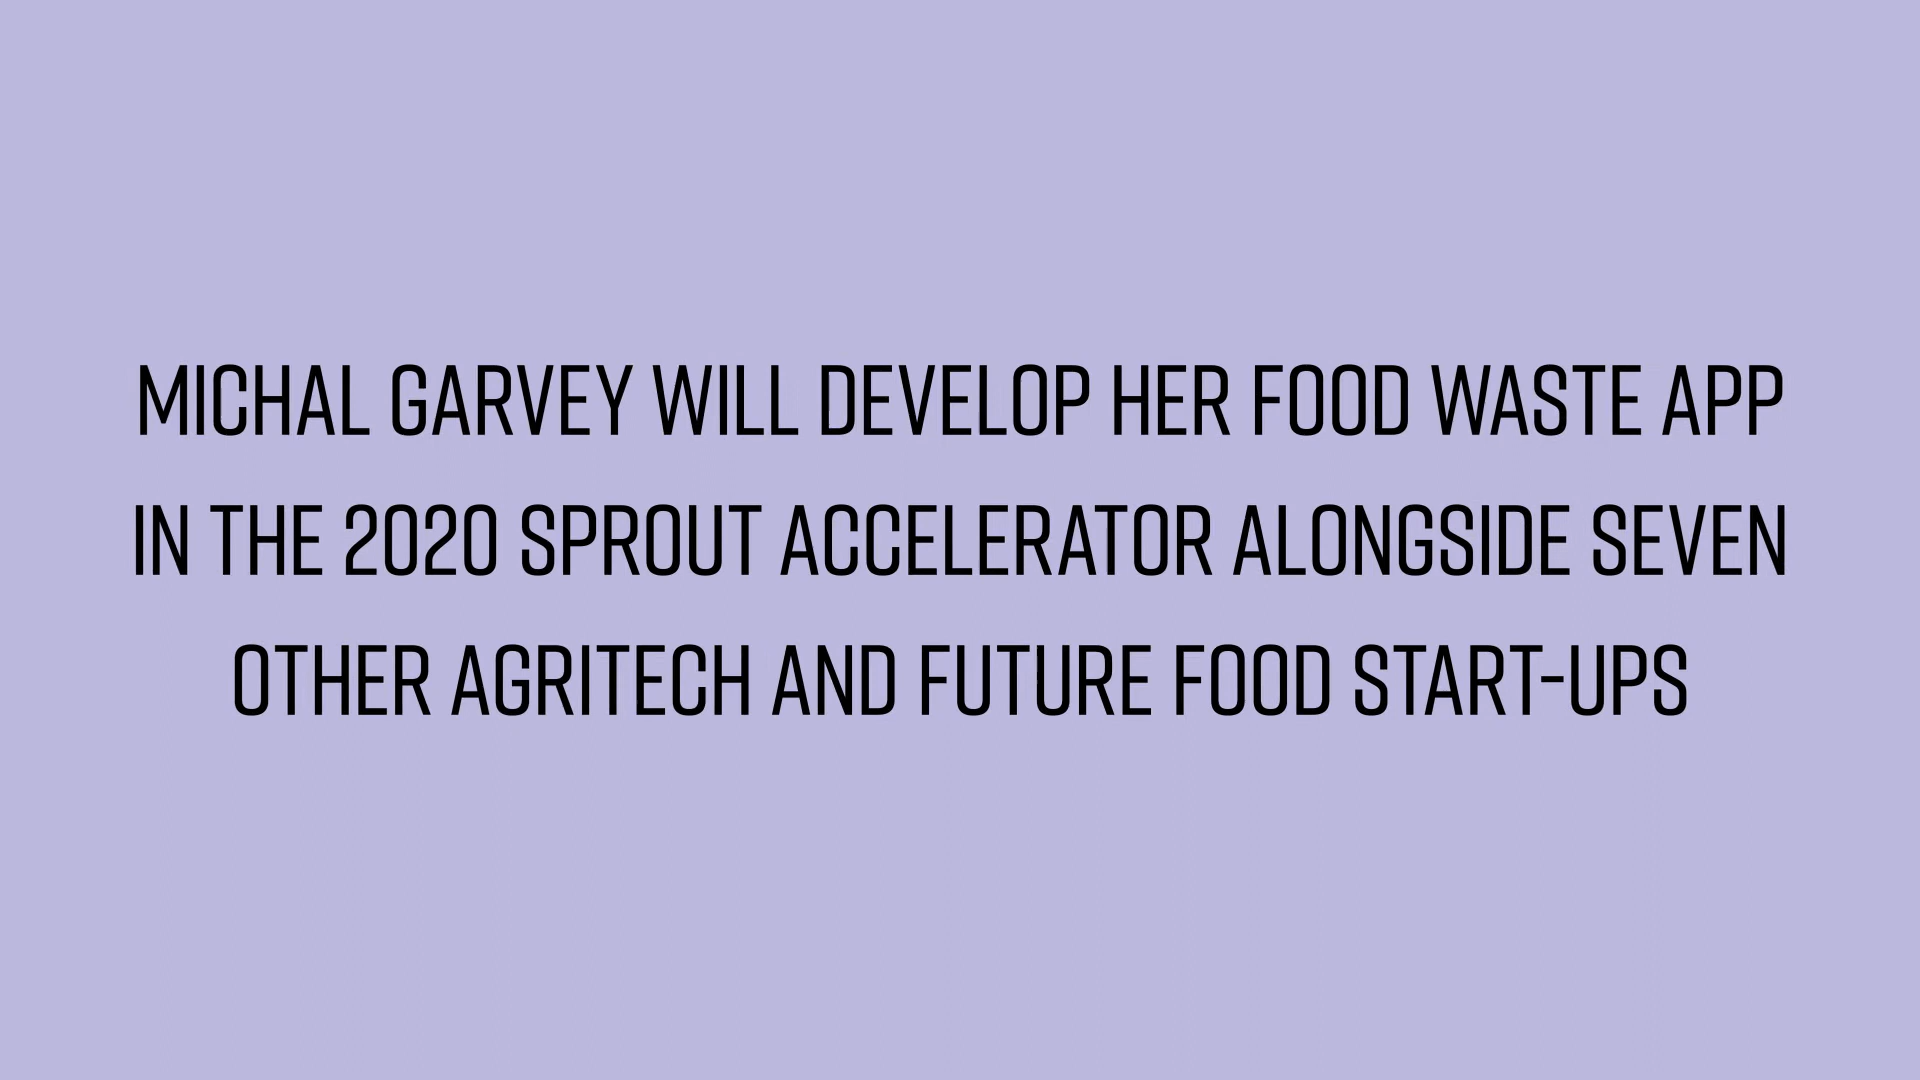 MICHAL GARVEY WILL DEVELOP HER FOOD WASTE APP
IN THE 2020 SPROUT ACCELERATOR ALONGSIDE SEVEN
OTHER AGRITECH AND FUTURE FOOD START-UPS